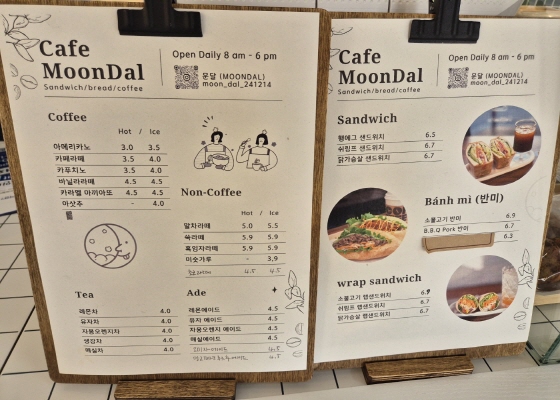 Cafe
MoonDal
Sandwich/bread/coffee
Open Daily 8 am - 6 pm
문달 (MOONDAL)
moon_dal_241214
Coffee
Hot / Ice
아메리카노 3.0 3.5
카페라떼 3.5 4.0
카푸치노 3.5 4.0
바닐라라떼 4.5 4.5
카라멜 마끼아또 4.5 4.5
아샷추 - 4.0
Non-Coffee
Hot / Ice
말차라떼 5.0 5.5
쑥라떼 5.9 5.9
흑임자라떼 5.9 5.9
미숫가루 - 3.9
4.5 4.5
Tea
레몬차 4.0
유자차 4.0
자몽오렌지차 4.0
생강차 4.0
매실차 4.0
Ade
레몬에이드 4.5
유자 에이드 4.5
자몽오렌지 에이드 4.5
매실에이드 4.5
4.5
4.5
Cafe
MoonDal
Sandwich/bread/coffee
Open Daily 8 am - 6 pm
문달 (MOONDAL)
moon_dal_241214
Sandwich
햄에그 샌드위치 6.5
쉬림프 샌드위치 6.7
닭가슴살 샌드위치 6.7
Bánh mì (반미)
소불고기 반미 6.9
B.B.Q Pork 반미 6.7
6.3
wrap sandwich
소불고기 랩샌드위치 6.9
쉬림프 랩샌드위치 6.7
닭가슴살 랩샌드위치 6.7